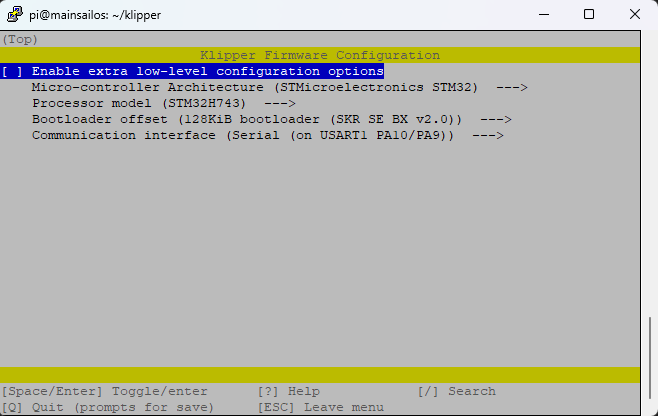 pi@mainsailos: ~/klipper
(Top)
Klipper Firmware Configuration
[ ] Enable extra low-level configuration options
Micro-controller Architecture (STMicroelectronics STM32)  --->
Processor model (STM32H743)  --->
Bootloader offset (128KiB bootloader (SKR SE BX v2.0))  --->
Communication interface (Serial (on USART1 PA10/PA9))  --->
[Space/Enter] Toggle/enter [?] Help [/] Search
[Q] Quit (prompts for save) [ESC] Leave menu